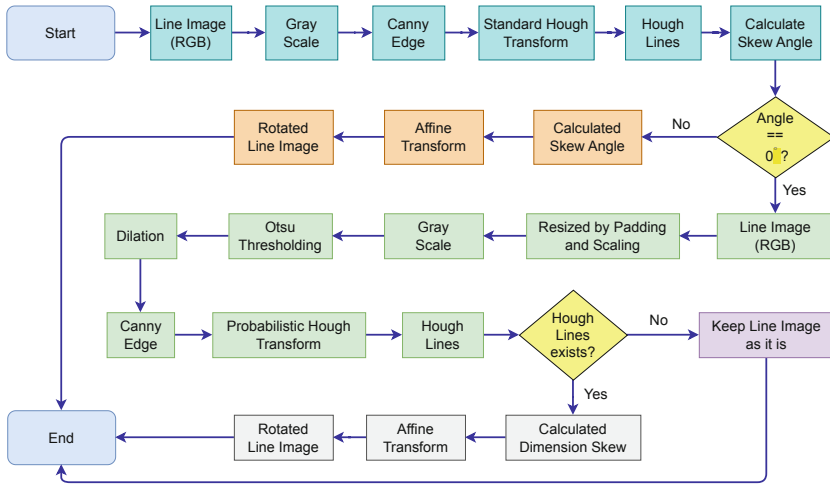 Start
Line Image
(RGB)
Gray
Scale
Canny
Edge
Standard Hough
Transform
Hough
Lines
Calculate
Skew Angle
Angle
==
0°?
No
Calculated
Skew Angle
Affine
Transform
Rotated
Line Image
Yes
Line Image
(RGB)
Resized by Padding
and Scaling
Gray
Scale
Otsu
Thresholding
Dilation
Canny
Edge
Probabilistic Hough
Transform
Hough
Lines
Hough
Lines
exists?
No
Keep Line Image
as it is
Yes
Calculated
Dimension Skew
Affine
Transform
Rotated
Line Image
End